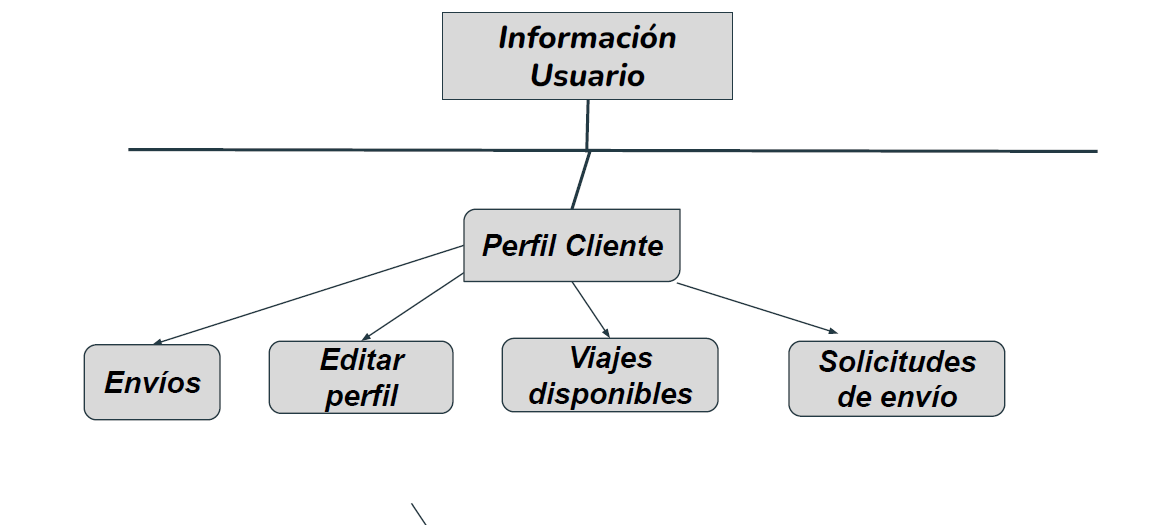 Información
Usuario
Perfil Cliente
Envíos
Editar
perfil
Viajes
disponibles
Solicitudes
de envío